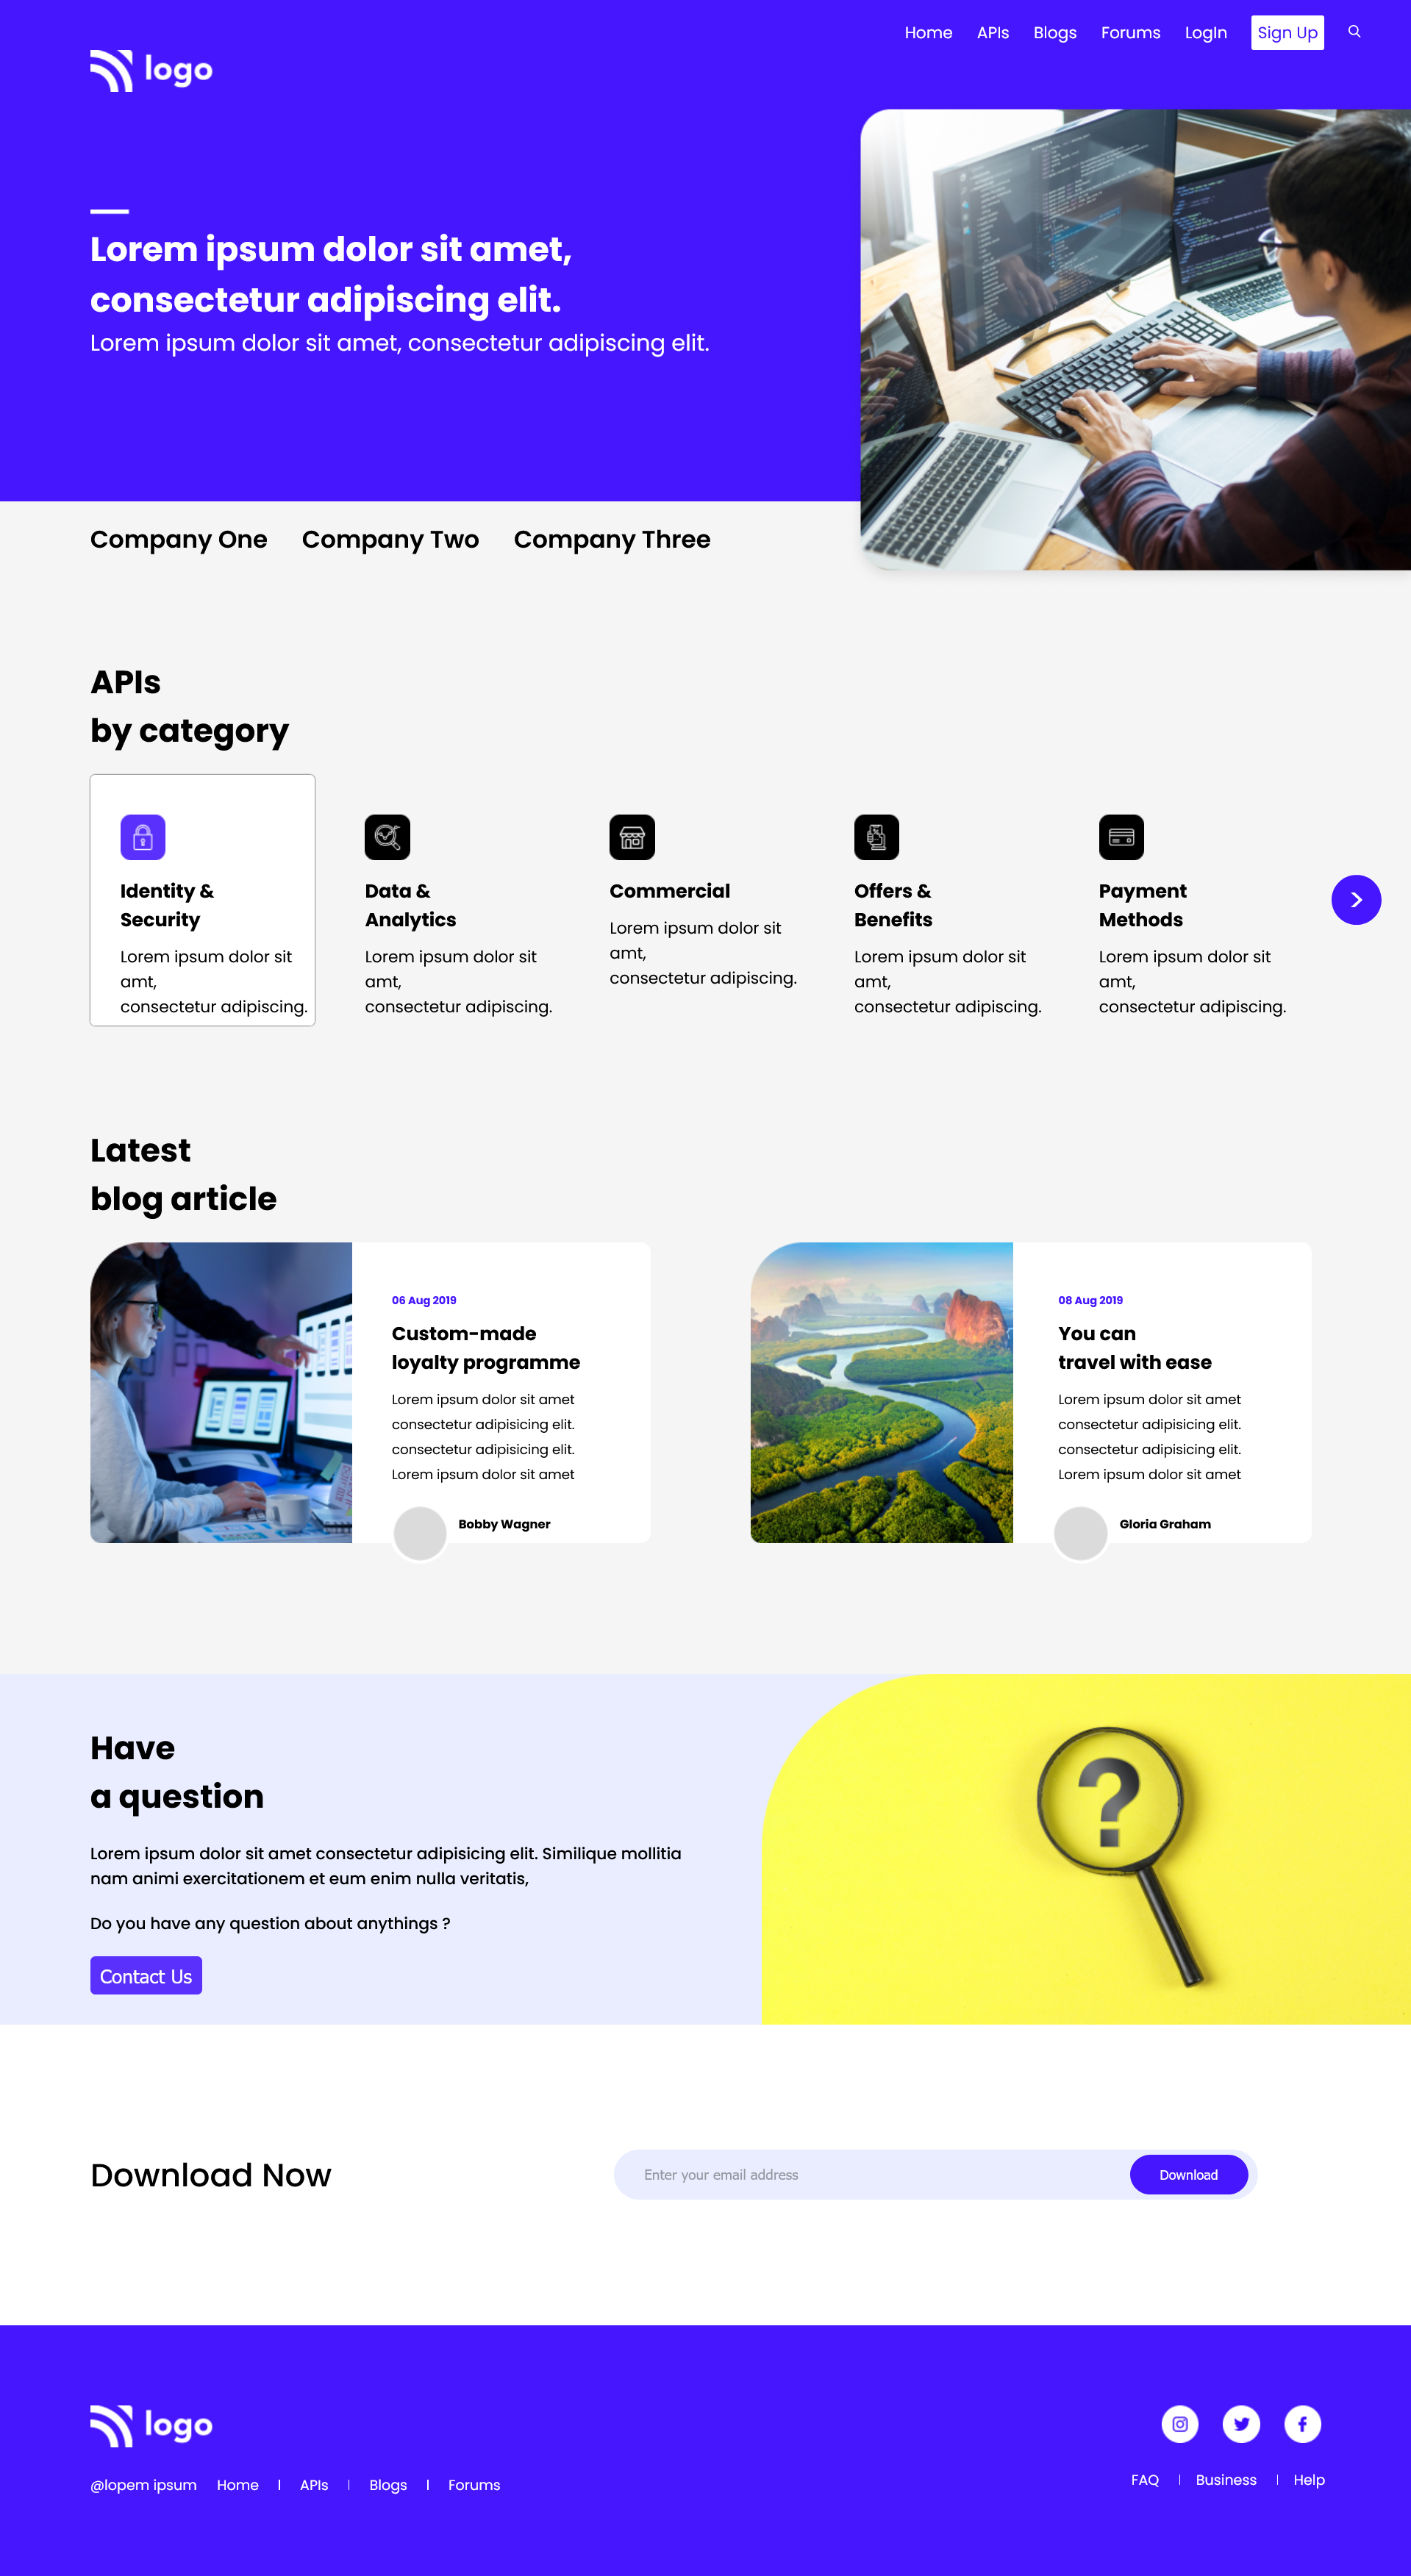 Home APIs Blogs Forums LogIn Sign Up
logo
Lorem ipsum dolor sit amet,
consectetur adipiscing elit.
Lorem ipsum dolor sit amet, consectetur adipiscing elit.
Company One Company Two Company Three
APIs
by category
Identity &
Security
Lorem ipsum dolor sit
amt,
consectetur adipiscing.
Data &
Analytics
Lorem ipsum dolor sit
amt,
consectetur adipiscing.
Commercial
Lorem ipsum dolor sit
amt,
consectetur adipiscing.
Offers &
Benefits
Lorem ipsum dolor sit
amt,
consectetur adipiscing.
Payment
Methods
Lorem ipsum dolor sit
amt,
consectetur adipiscing.
Latest
blog article
06 Aug 2019
Custom-made
loyalty programme
Lorem ipsum dolor sit amet
consectetur adipisicing elit.
consectetur adipisicing elit.
Lorem ipsum dolor sit amet
Bobby Wagner
08 Aug 2019
You can
travel with ease
Lorem ipsum dolor sit amet
consectetur adipisicing elit.
consectetur adipisicing elit.
Lorem ipsum dolor sit amet
Gloria Graham
Have
a question
Lorem ipsum dolor sit amet consectetur adipisicing elit. Similique mollitia
nam animi exercitationem et eum enim nulla veritatis,
Do you have any question about anythings ?
Contact Us
?
Download Now
Enter your email address
Download
logo
@lopem ipsum Home | APIs | Blogs | Forums
FAQ | Business | Help